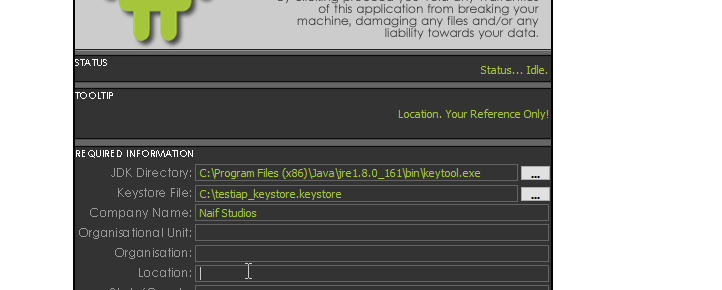 of this application from breaking your
machine, damaging any files and/or any
liability towards your data.
STATUS
Status... Idle.
TOOLTIP
Location. Your Reference Only!
REQUIRED INFORMATION
JDK Directory: C:\Program Files (x86)\Java\jre1.8.0_161\bin\keytool.exe ...
Keystore File: C:\testiap_keystore.keystore ...
Company Name: Naif Studios
Organisational Unit:
Organisation:
Location: